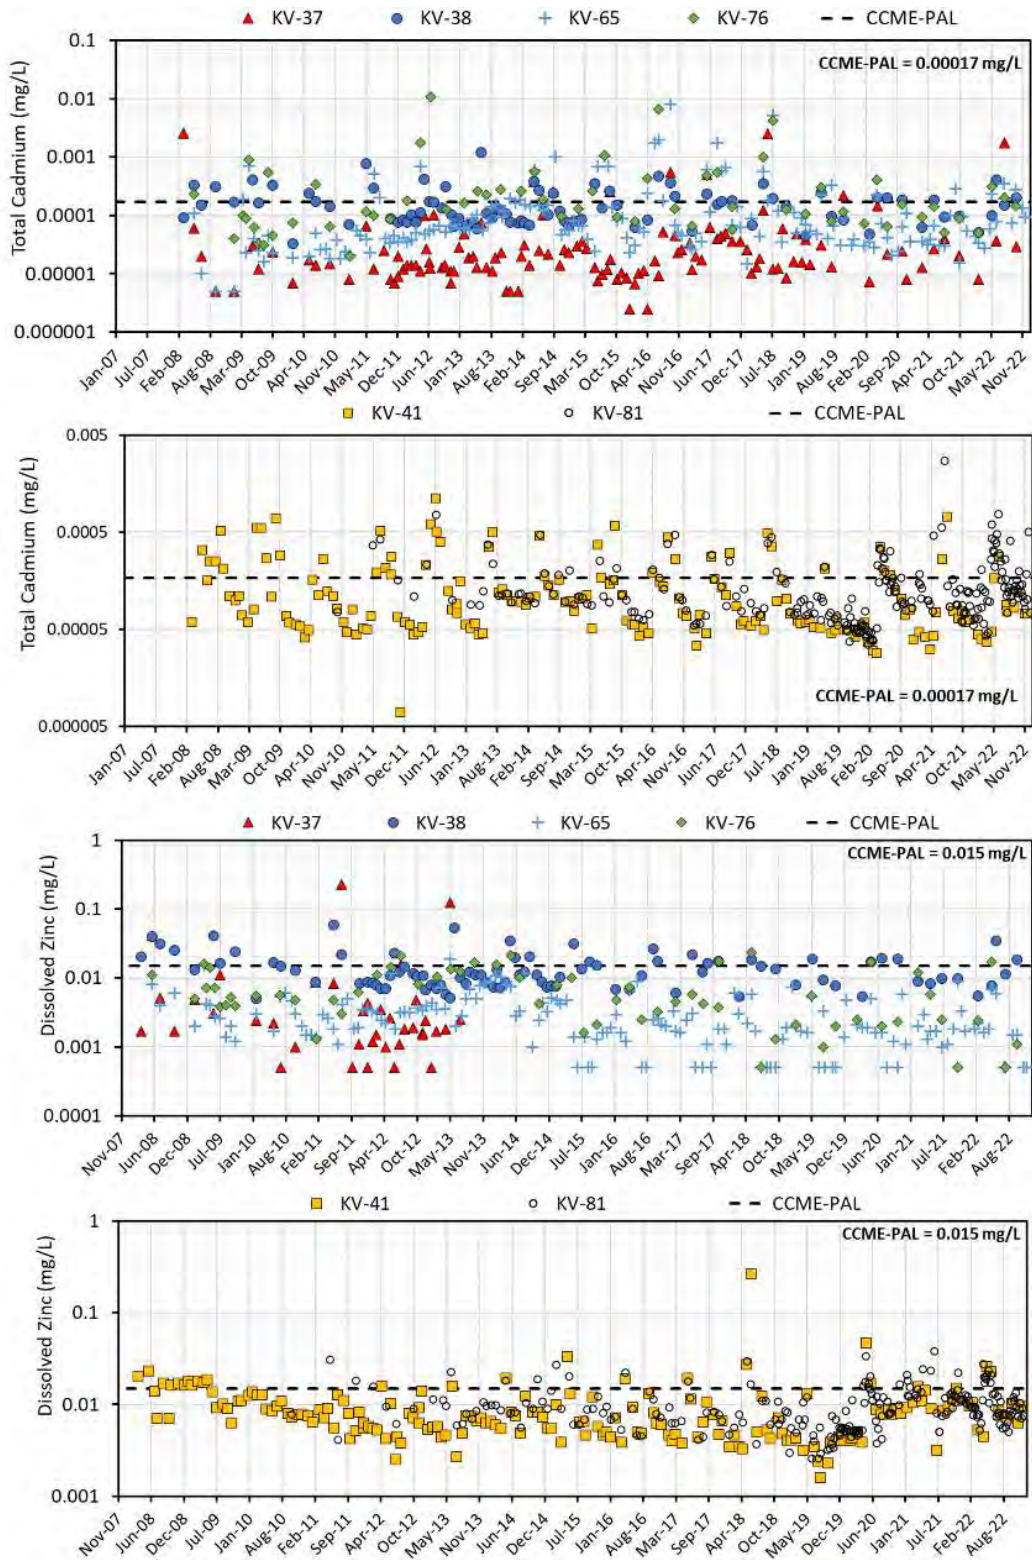 KV-37 KV-38 KV-65 KV-76 CCME-PAL
Total Cadmium (mg/L)
CCME-PAL = 0.00017 mg/L
0.1
0.01
0.001
0.0001
0.00001
0.000001
Jan-07 Jul-07 Feb-08 Aug-08 Mar-09 Oct-09 Apr-10 Nov-10 May-11 Dec-11 Jun-12 Jan-13 Aug-13 Feb-14 Sep-14 Mar-15 Oct-15 Apr-16 Nov-16 Jun-17 Dec-17 Jul-18 Jan-19 Aug-19 Feb-20 Sep-20 Apr-21 Oct-21 May-22 Nov-22
KV-41 KV-81 CCME-PAL
Total Cadmium (mg/L)
0.005
0.0005
0.00005
0.000005
CCME-PAL = 0.00017 mg/L
Jan-07 Jul-07 Feb-08 Aug-08 Mar-09 Oct-09 Apr-10 Nov-10 May-11 Dec-11 Jun-12 Jan-13 Aug-13 Feb-14 Sep-14 Mar-15 Oct-15 Apr-16 Nov-16 Jun-17 Dec-17 Jul-18 Jan-19 Aug-19 Feb-20 Sep-20 Apr-21 Oct-21 May-22 Nov-22
KV-37 KV-38 KV-65 KV-76 CCME-PAL
Dissolved Zinc (mg/L)
CCME-PAL = 0.015 mg/L
1
0.1
0.01
0.001
0.0001
Nov-07 Jun-08 Dec-08 Jul-09 Jan-10 Aug-10 Feb-11 Sep-11 Apr-12 Oct-12 May-13 Nov-13 Jun-14 Dec-14 Jul-15 Jan-16 Aug-16 Mar-17 Sep-17 Apr-18 Oct-18 May-19 Dec-19 Jun-20 Jan-21 Jul-21 Feb-22 Aug-22
KV-41 KV-81 CCME-PAL
Dissolved Zinc (mg/L)
CCME-PAL = 0.015 mg/L
1
0.1
0.01
0.001
Nov-07 Jun-08 Dec-08 Jul-09 Jan-10 Aug-10 Feb-11 Sep-11 Apr-12 Oct-12 May-13 Nov-13 Jun-14 Dec-14 Jul-15 Jan-16 Aug-16 Mar-17 Sep-17 Apr-18 Oct-18 May-19 Dec-19 Jun-20 Jan-21 Jul-21 Feb-22 Aug-22